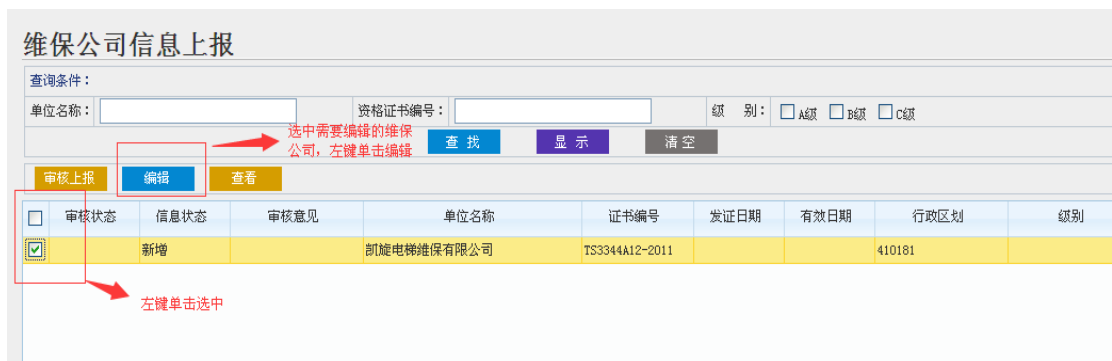 维保公司信息上报
查询条件：
单位名称： 资格证书编号： 级 别： A级 B级 C级
选中需要编辑的维保
公司，左键单击编辑
查 找 显 示 清 空
审核上报 编辑 查看
审核状态 信息状态 审核意见 单位名称 证书编号 发证日期 有效日期 行政区划 级别
新增 凯旋电梯维保有限公司 TS3344A12-2011 410181
左键单击选中